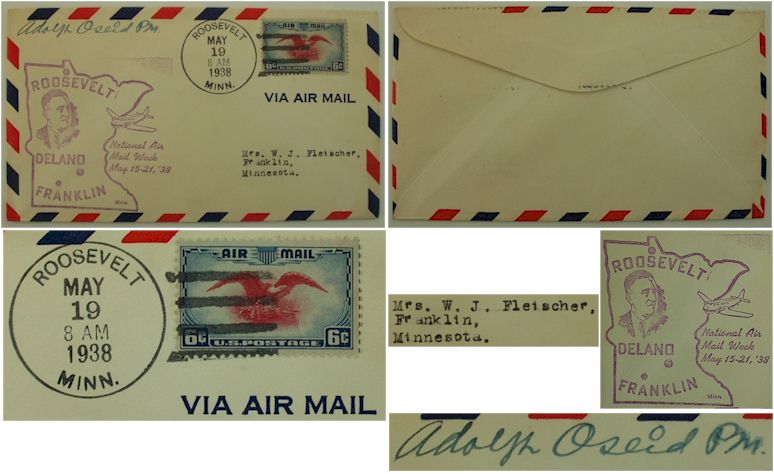 Adolph Oseid Pm.
ROOSEVELT
MAY
19
8 AM
1938
MINN.
AIR MAIL
6¢ 6¢
U.S. POSTAGE
VIA AIR MAIL
ROOSEVELT
National Air
Mail Week
May 15-21, '38
DELANO
FRANKLIN
Minn.
Mrs. W. J. Fleischer,
Franklin,
Minnesota.
ROOSEVELT
MAY
19
8 AM
1938
MINN.
AIR MAIL
6¢ 6¢
U.S. POSTAGE
VIA AIR MAIL
Mrs. W. J. Fleischer,
Franklin,
Minnesota.
ROOSEVELT
National Air
Mail Week
May 15-21, '38
DELANO
FRANKLIN
Minn.
Adolph Oseid Pm.